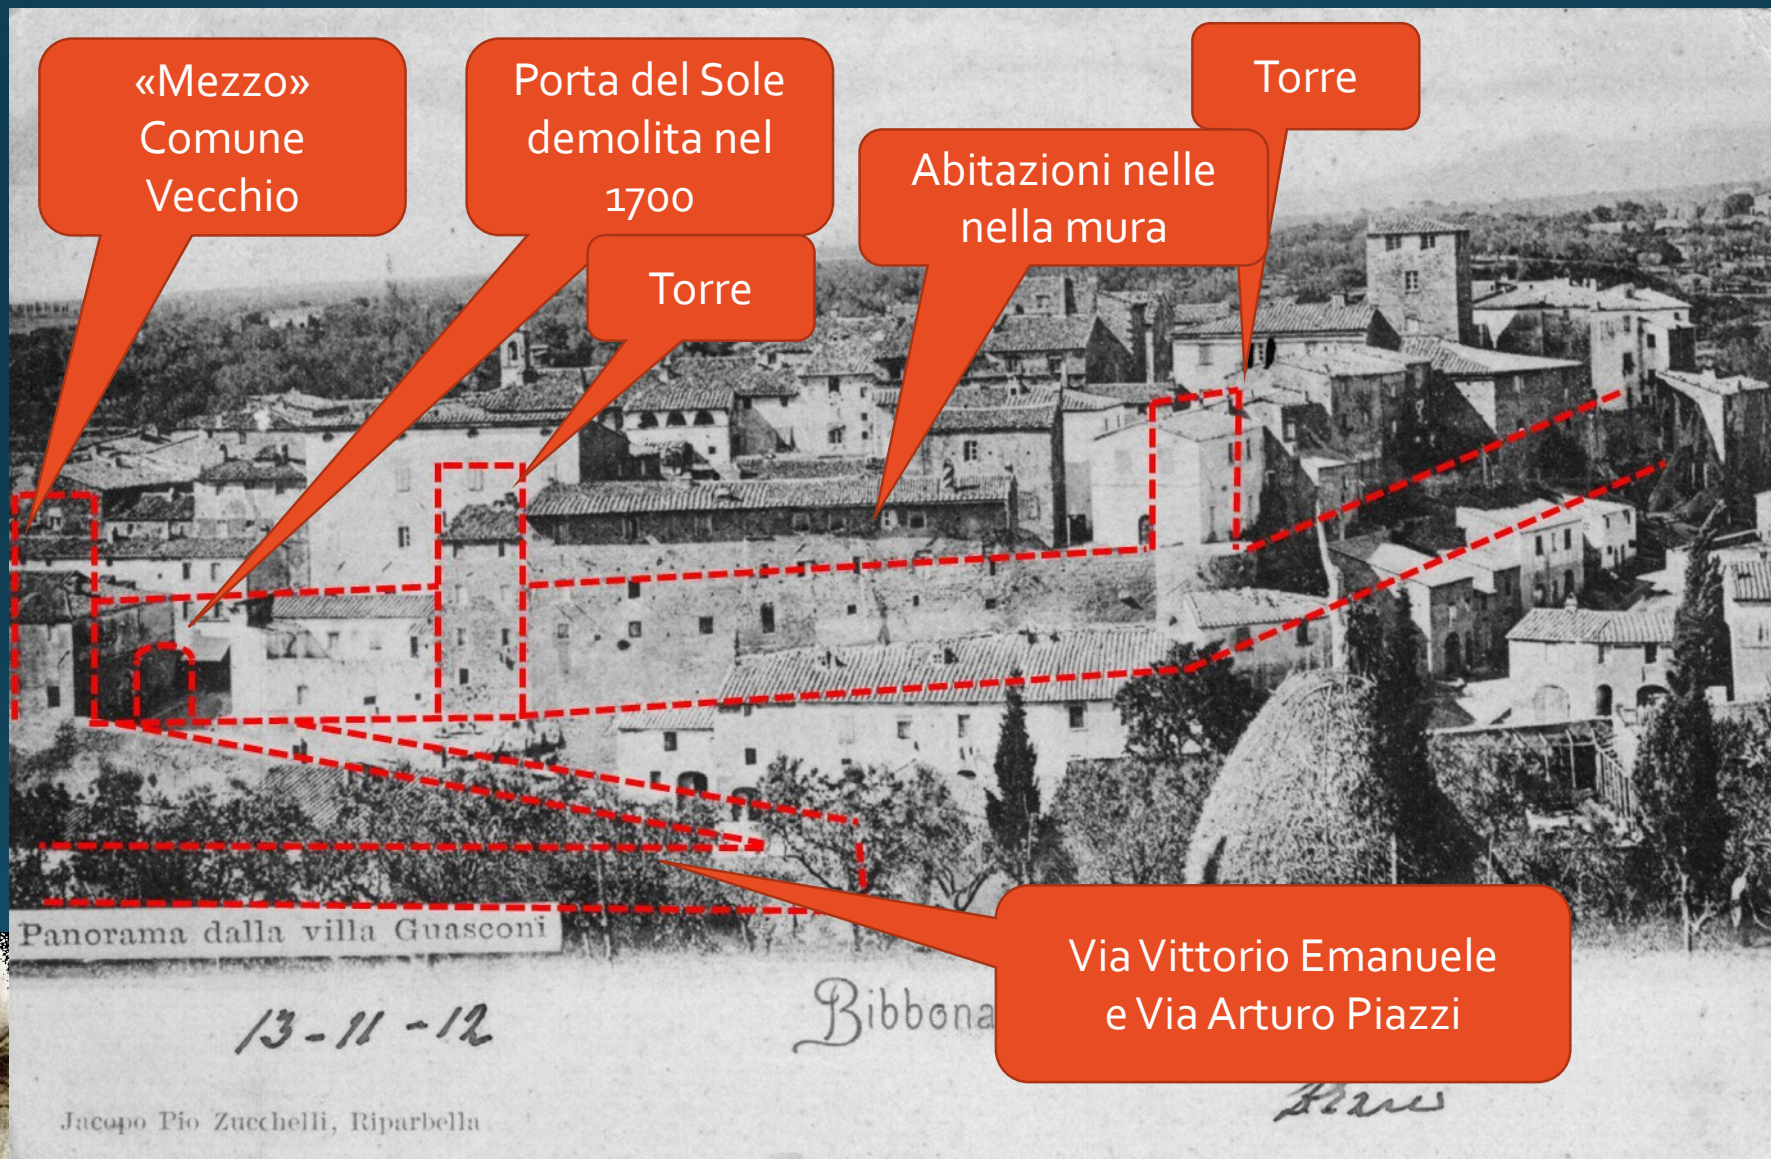 «Mezzo»
Comune
Vecchio
Porta del Sole
demolita nel
1700
Torre
Abitazioni nelle
nella mura
Torre
Panorama dalla villa Guasconi
13-11-12
Bibbona
Via Vittorio Emanuele
e Via Arturo Piazzi
Jacopo Pio Zucchelli, Riparbella